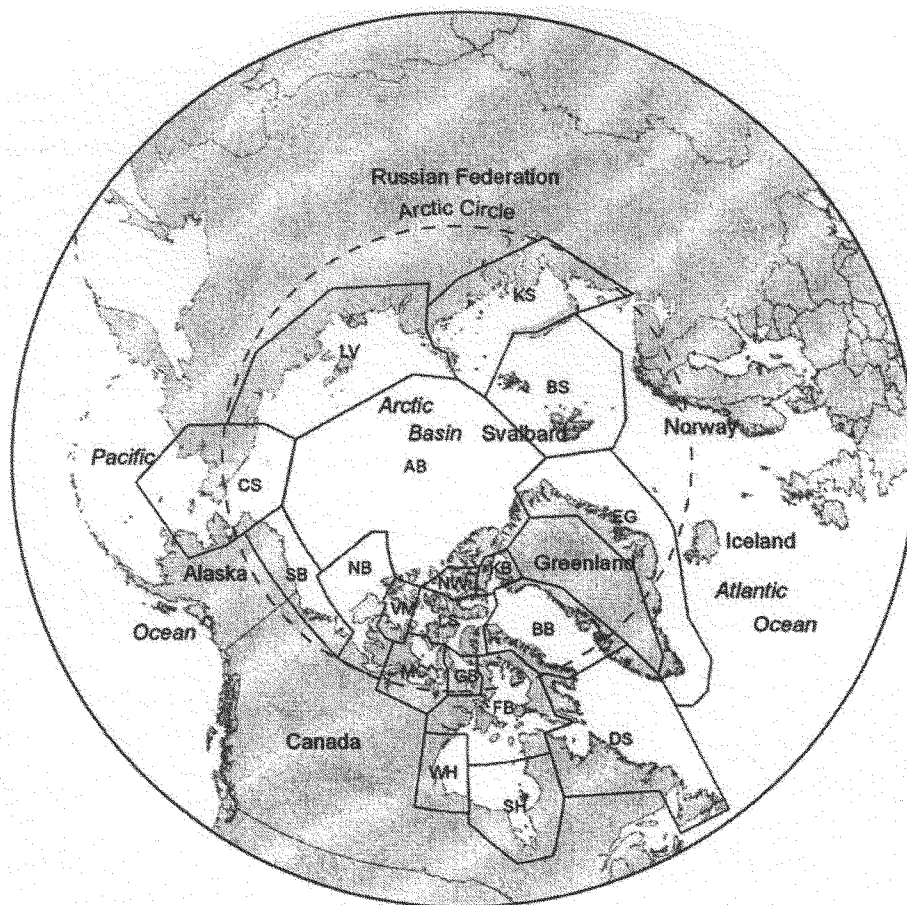 Russian Federation
Arctic Circle
KS
LV
BS
Arctic
Basin
Svalbard
Norway
Pacific
AB
CS
EG
Iceland
NB
Alaska
SB
NW
KB
Greenland
Atlantic
VM
Ocean
BB
Ocean
MC
GB
FB
Canada
DS
WH
SH